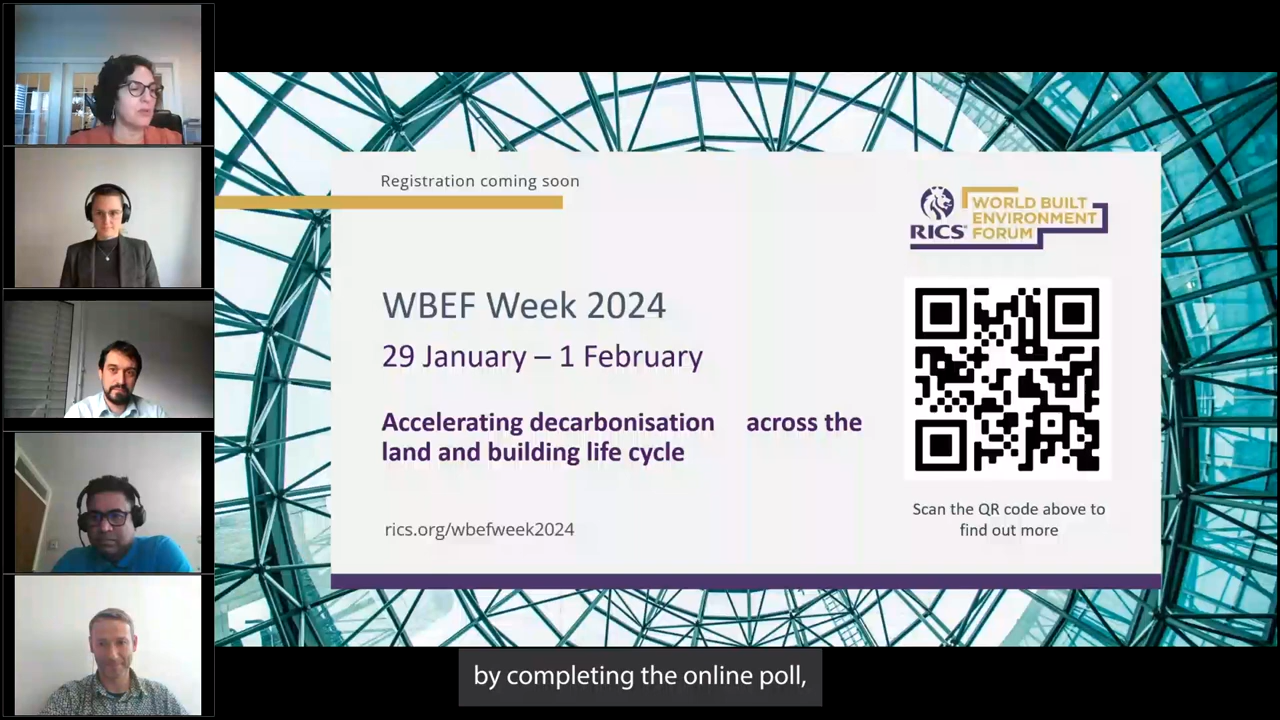 Registration coming soon
RICS
WORLD BUILT
ENVIRONMENT
FORUM
WBEF Week 2024
29 January – 1 February
Accelerating decarbonisation across the
land and building life cycle
rics.org/wbefweek2024
Scan the QR code above to
find out more
by completing the online poll,